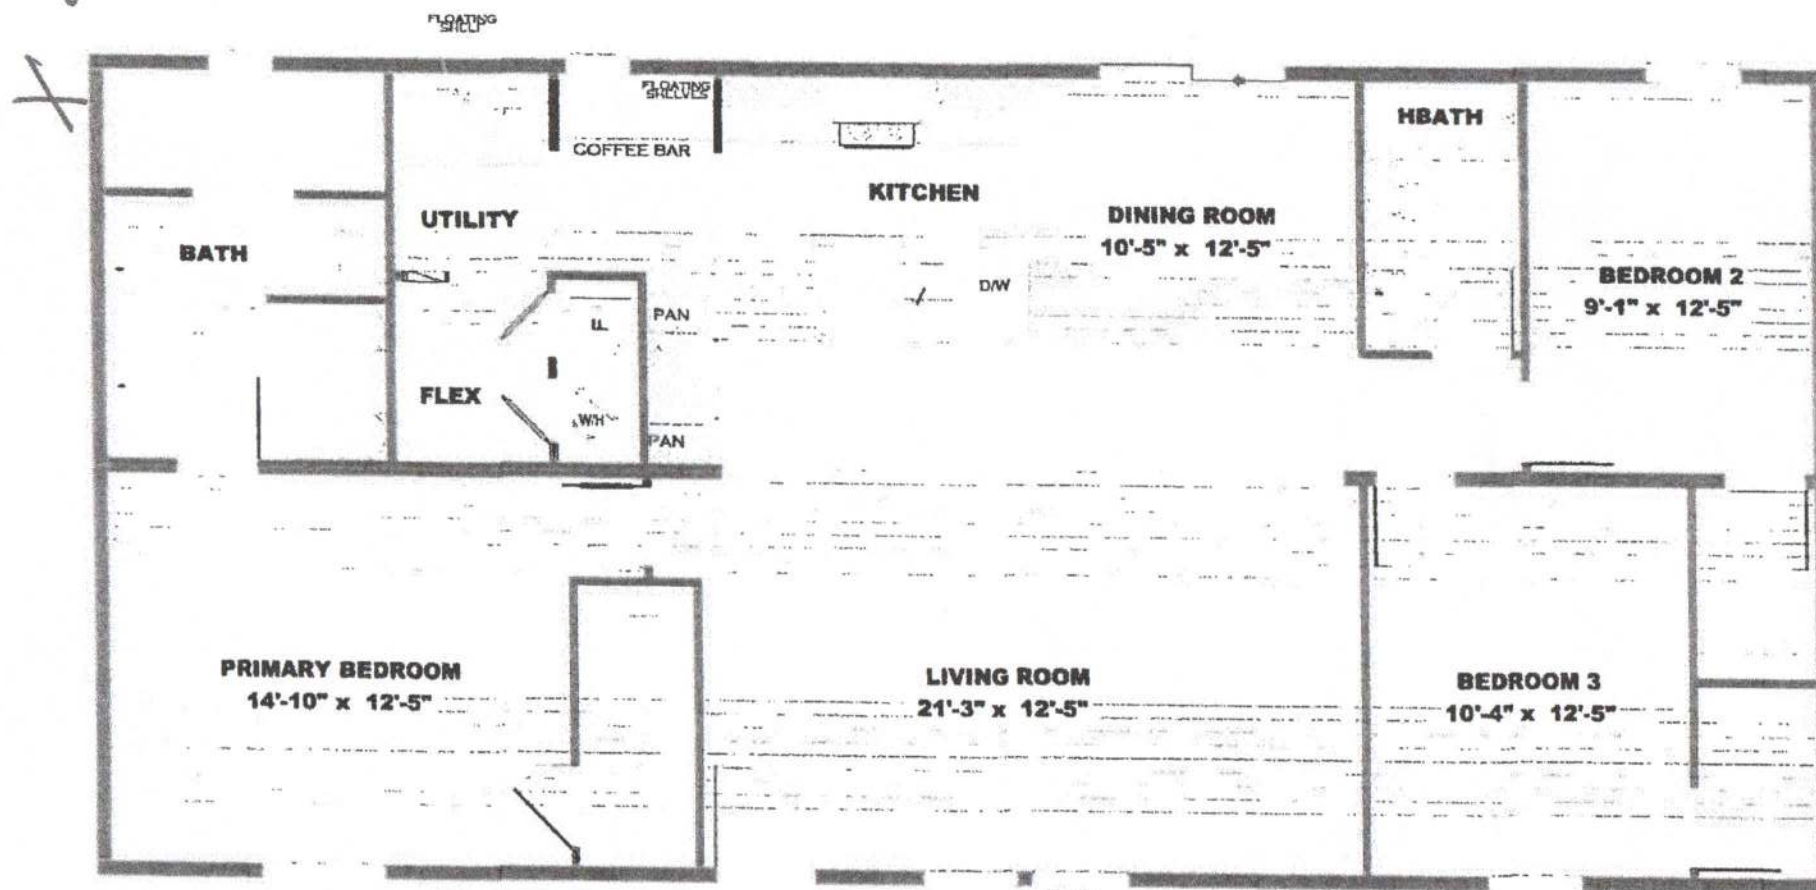 FLOATING
SHELF
FLOATING
SHELVES
COFFEE BAR
HBATH
KITCHEN
UTILITY
DINING ROOM
10'-5" x 12'-5"
BATH
BEDROOM 2
9'-1" x 12'-5"
D/W
PAN
FLEX
W/H
PAN
PRIMARY BEDROOM
14'-10" x 12'-5"
LIVING ROOM
21'-3" x 12'-5"
BEDROOM 3
10'-4" x 12'-5"